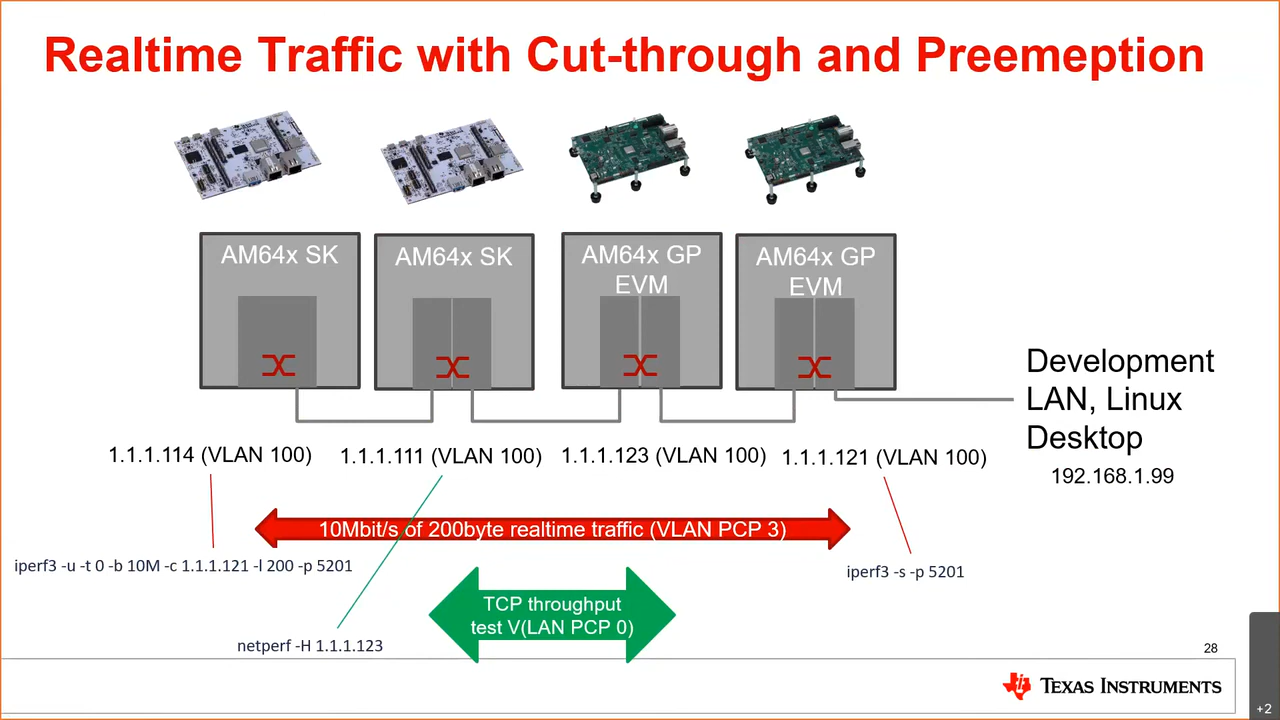 Realtime Traffic with Cut-through and Preemeption
AM64x SK
AM64x SK
AM64x GP
EVM
AM64x GP
EVM
Development
LAN, Linux
Desktop
192.168.1.99
1.1.1.114 (VLAN 100)
1.1.1.111 (VLAN 100)
1.1.1.123 (VLAN 100)
1.1.1.121 (VLAN 100)
10Mbit/s of 200byte realtime traffic (VLAN PCP 3)
iperf3 -u -t 0 -b 10M -c 1.1.1.121 -l 200 -p 5201
iperf3 -s -p 5201
TCP throughput
test V(LAN PCP 0)
netperf -H 1.1.1.123
28
TEXAS INSTRUMENTS
+2